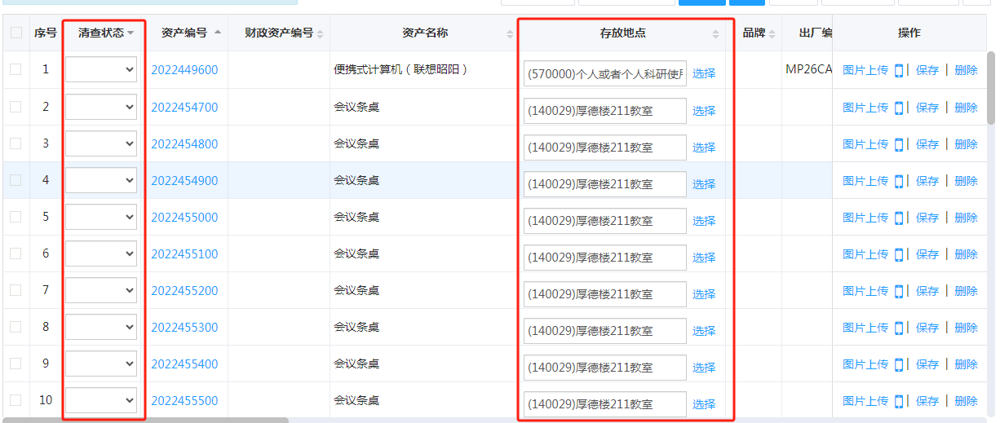 序号 清查状态 资产编号 财政资产编号 资产名称 存放地点 品牌 出厂编 操作
1 2022449600 便携式计算机（联想昭阳） (570000)个人或者个人科研使用 选择 MP26CA 图片上传 | 保存 | 删除
2 2022454700 会议条桌 (140029)厚德楼211教室 选择 图片上传 | 保存 | 删除
3 2022454800 会议条桌 (140029)厚德楼211教室 选择 图片上传 | 保存 | 删除
4 2022454900 会议条桌 (140029)厚德楼211教室 选择 图片上传 | 保存 | 删除
5 2022455000 会议条桌 (140029)厚德楼211教室 选择 图片上传 | 保存 | 删除
6 2022455100 会议条桌 (140029)厚德楼211教室 选择 图片上传 | 保存 | 删除
7 2022455200 会议条桌 (140029)厚德楼211教室 选择 图片上传 | 保存 | 删除
8 2022455300 会议条桌 (140029)厚德楼211教室 选择 图片上传 | 保存 | 删除
9 2022455400 会议条桌 (140029)厚德楼211教室 选择 图片上传 | 保存 | 删除
10 2022455500 会议条桌 (140029)厚德楼211教室 选择 图片上传 | 保存 | 删除